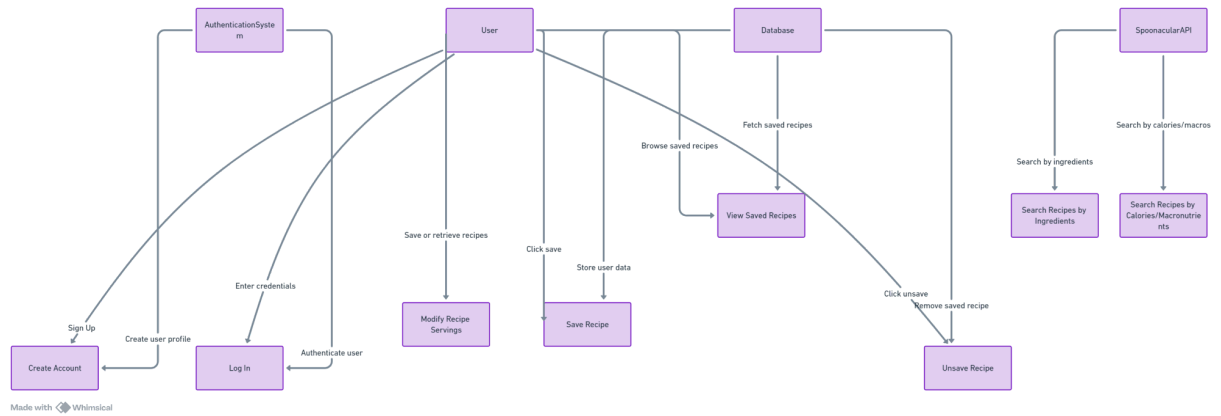 AuthenticationSyste
m
User
Database
SpoonacularAPI
Fetch saved recipes
Search by calories/macros
Browse saved recipes
Search by ingredients
View Saved Recipes
Search Recipes by
Ingredients
Search Recipes by
Calories/Macronutrie
nts
Save or retrieve recipes
Click save
Store user data
Enter credentials
Click unsave
Remove saved recipe
Sign Up
Create user profile
Authenticate user
Modify Recipe
Servings
Save Recipe
Create Account
Log In
Unsave Recipe
Made with Whimsical